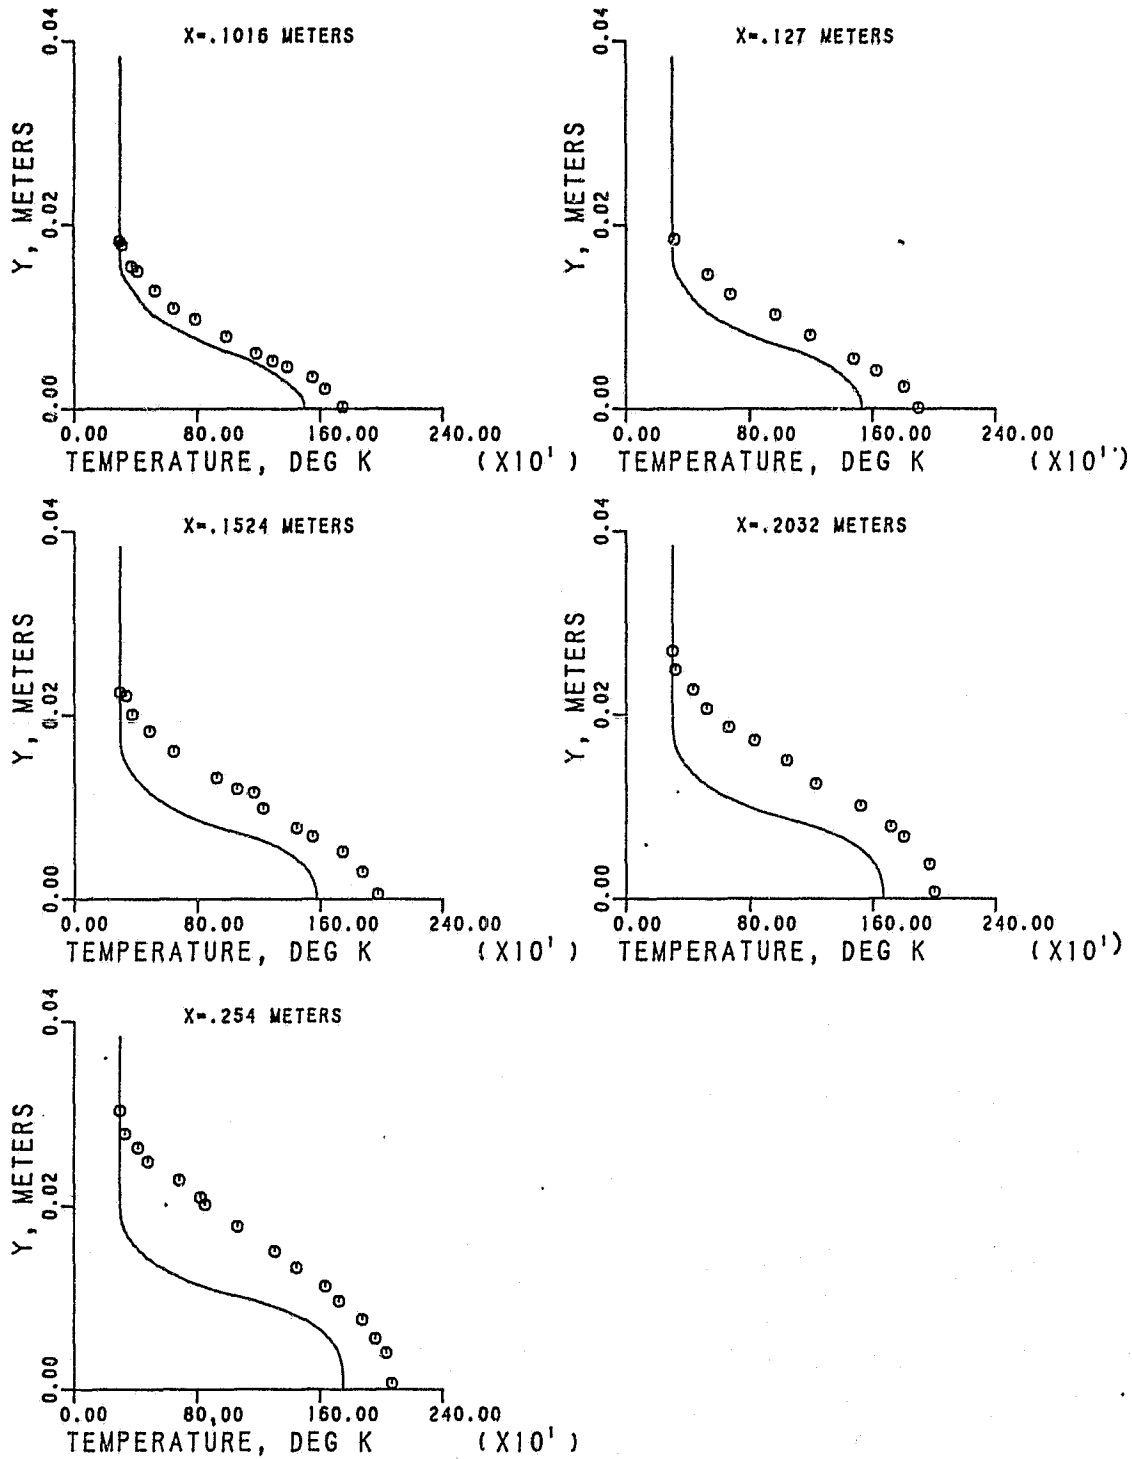 X=.1016 METERS
0.04
0.02
0.00
Y, METERS
0.00 80.00 160.00 240.00
TEMPERATURE, DEG K (X10¹)
X=.127 METERS
0.04
0.02
0.00
Y, METERS
0.00 80.00 160.00 240.00
TEMPERATURE, DEG K (X10¹)
X=.1524 METERS
0.04
0.02
0.00
Y, METERS
0.00 80.00 160.00 240.00
TEMPERATURE, DEG K (X10¹)
X=.2032 METERS
0.04
0.02
0.00
Y, METERS
0.00 80.00 160.00 240.00
TEMPERATURE, DEG K (X10¹)
X=.254 METERS
0.04
0.02
0.00
Y, METERS
0.00 80.00 160.00 240.00
TEMPERATURE, DEG K (X10¹)